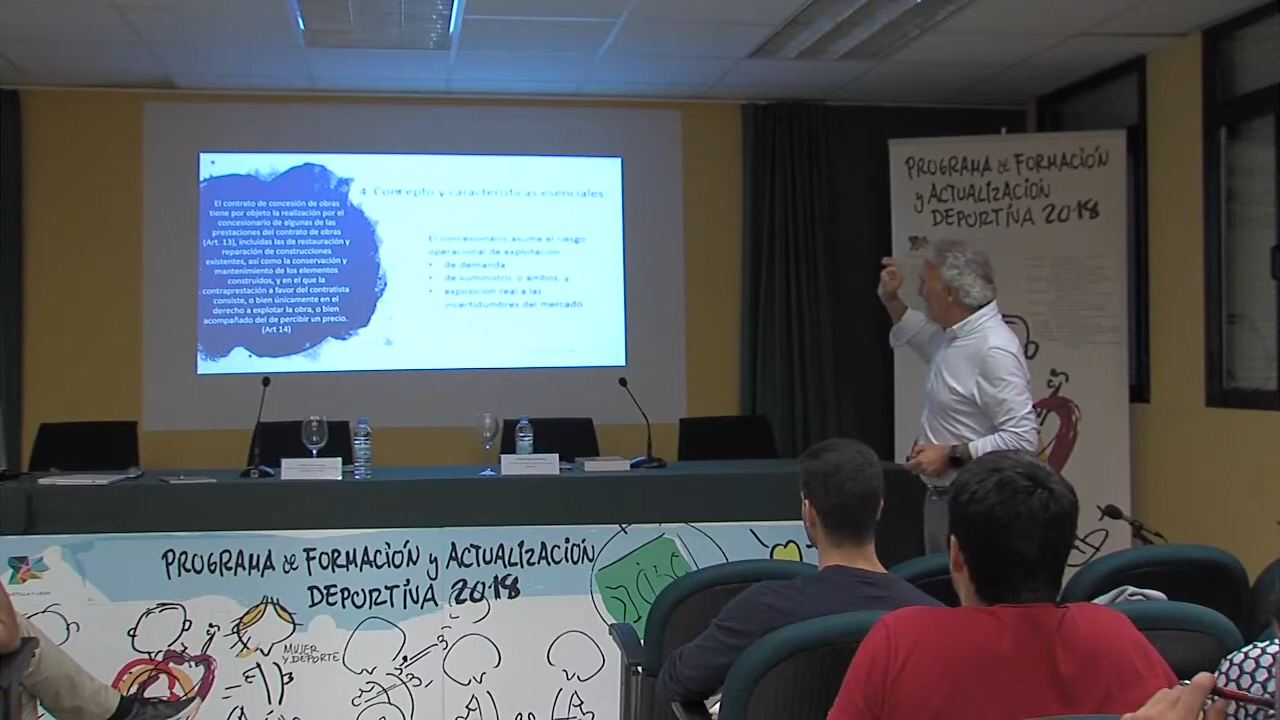 4. Concepto y características esenciales
El contrato de concesión de obras
tiene por objeto la realización por el
concesionario de algunas de las
prestaciones del contrato de obras
(Art. 13), incluidas las de restauración y
reparación de construcciones
existentes, así como la conservación y
mantenimiento de los elementos
construidos, y en el que la
contraprestación a favor del contratista
consiste, o bien únicamente en el
derecho a explotar la obra, o bien
acompañado del de percibir un precio.
(Art 14)
El concesionario asume el riesgo
operacional de explotación:
• de demanda
• de suministro, o ambos, y
• exposición real a las
incertidumbres del mercado
PROGRAMA de FORMACIÓN
y ACTUALIZACIÓN
DEPORTIVA 2018
PROGRAMA de FORMACIÓN y ACTUALIZACIÓN
DEPORTIVA 2018
MUJER
Y DEPORTE